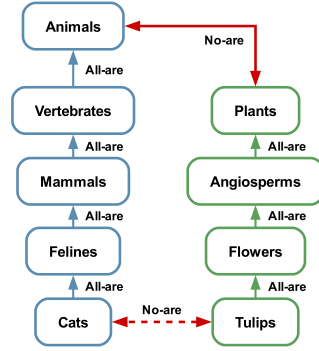 Animals
No-are
All-are
Vertebrates
Plants
All-are
All-are
Mammals
Angiosperms
All-are
All-are
Felines
Flowers
All-are
All-are
No-are
Cats
Tulips